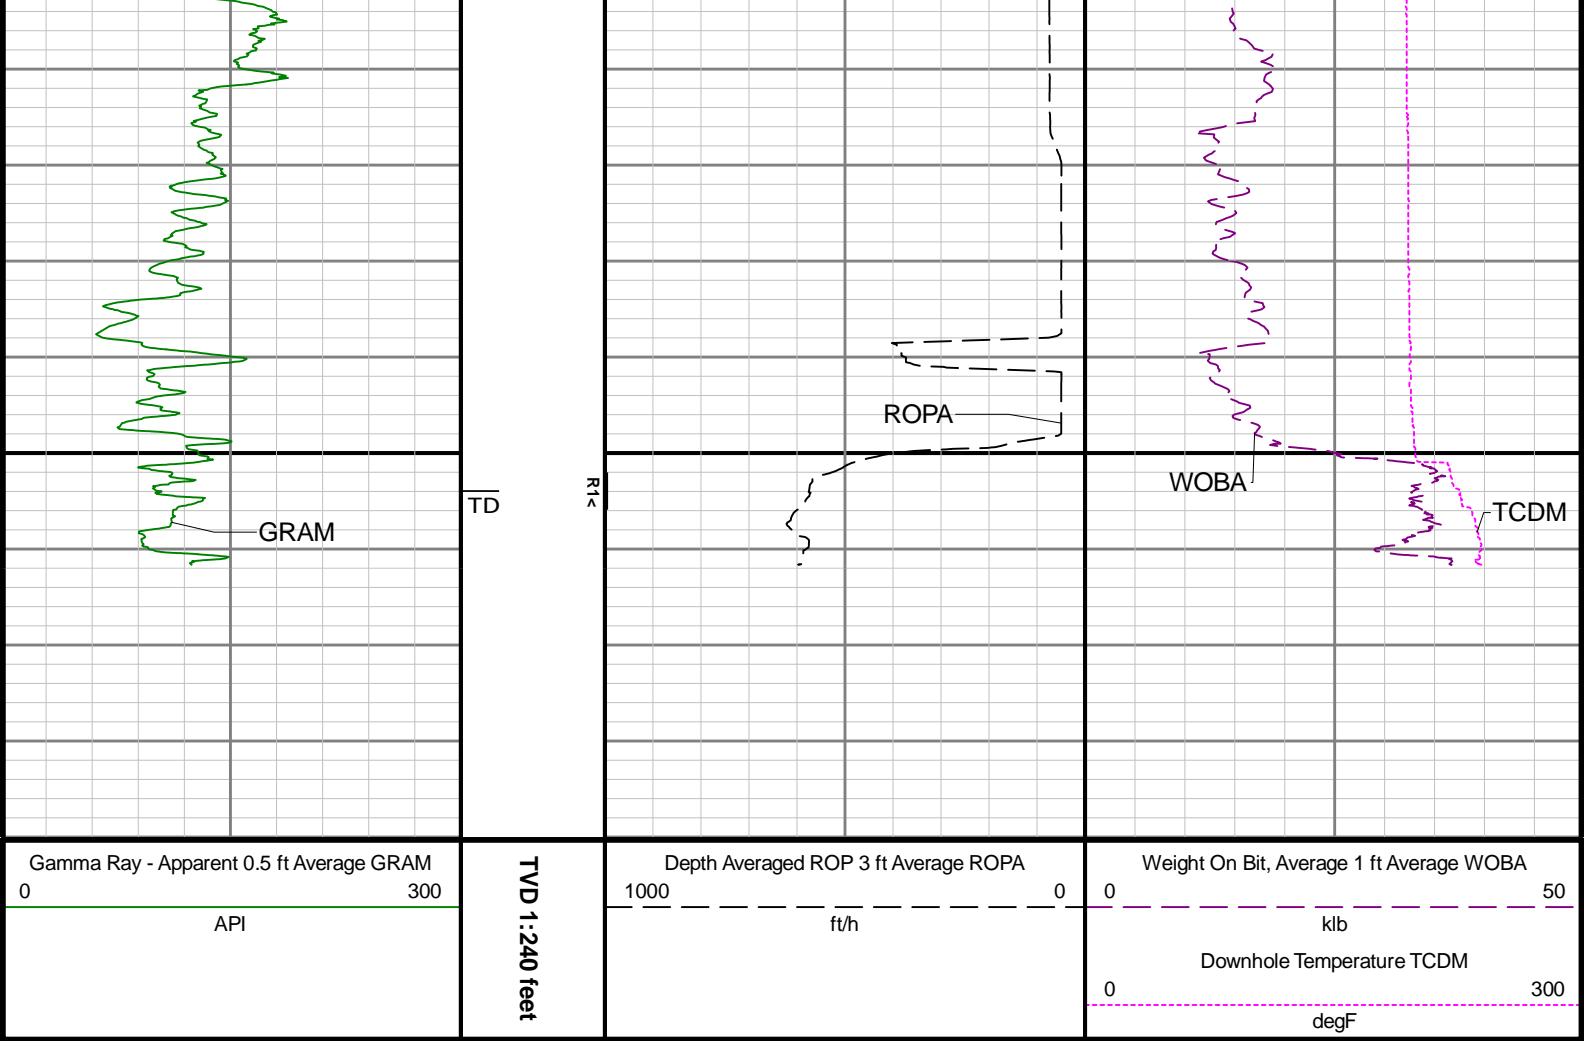 ROPA
WOBA
R1<
TD
TCDM
GRAM
Gamma Ray - Apparent 0.5 ft Average GRAM
0 300
API
TVD 1:240 feet
Depth Averaged ROP 3 ft Average ROPA
1000 0
ft/h
Weight On Bit, Average 1 ft Average WOBA
0 50
klb
Downhole Temperature TCDM
0 300
degF